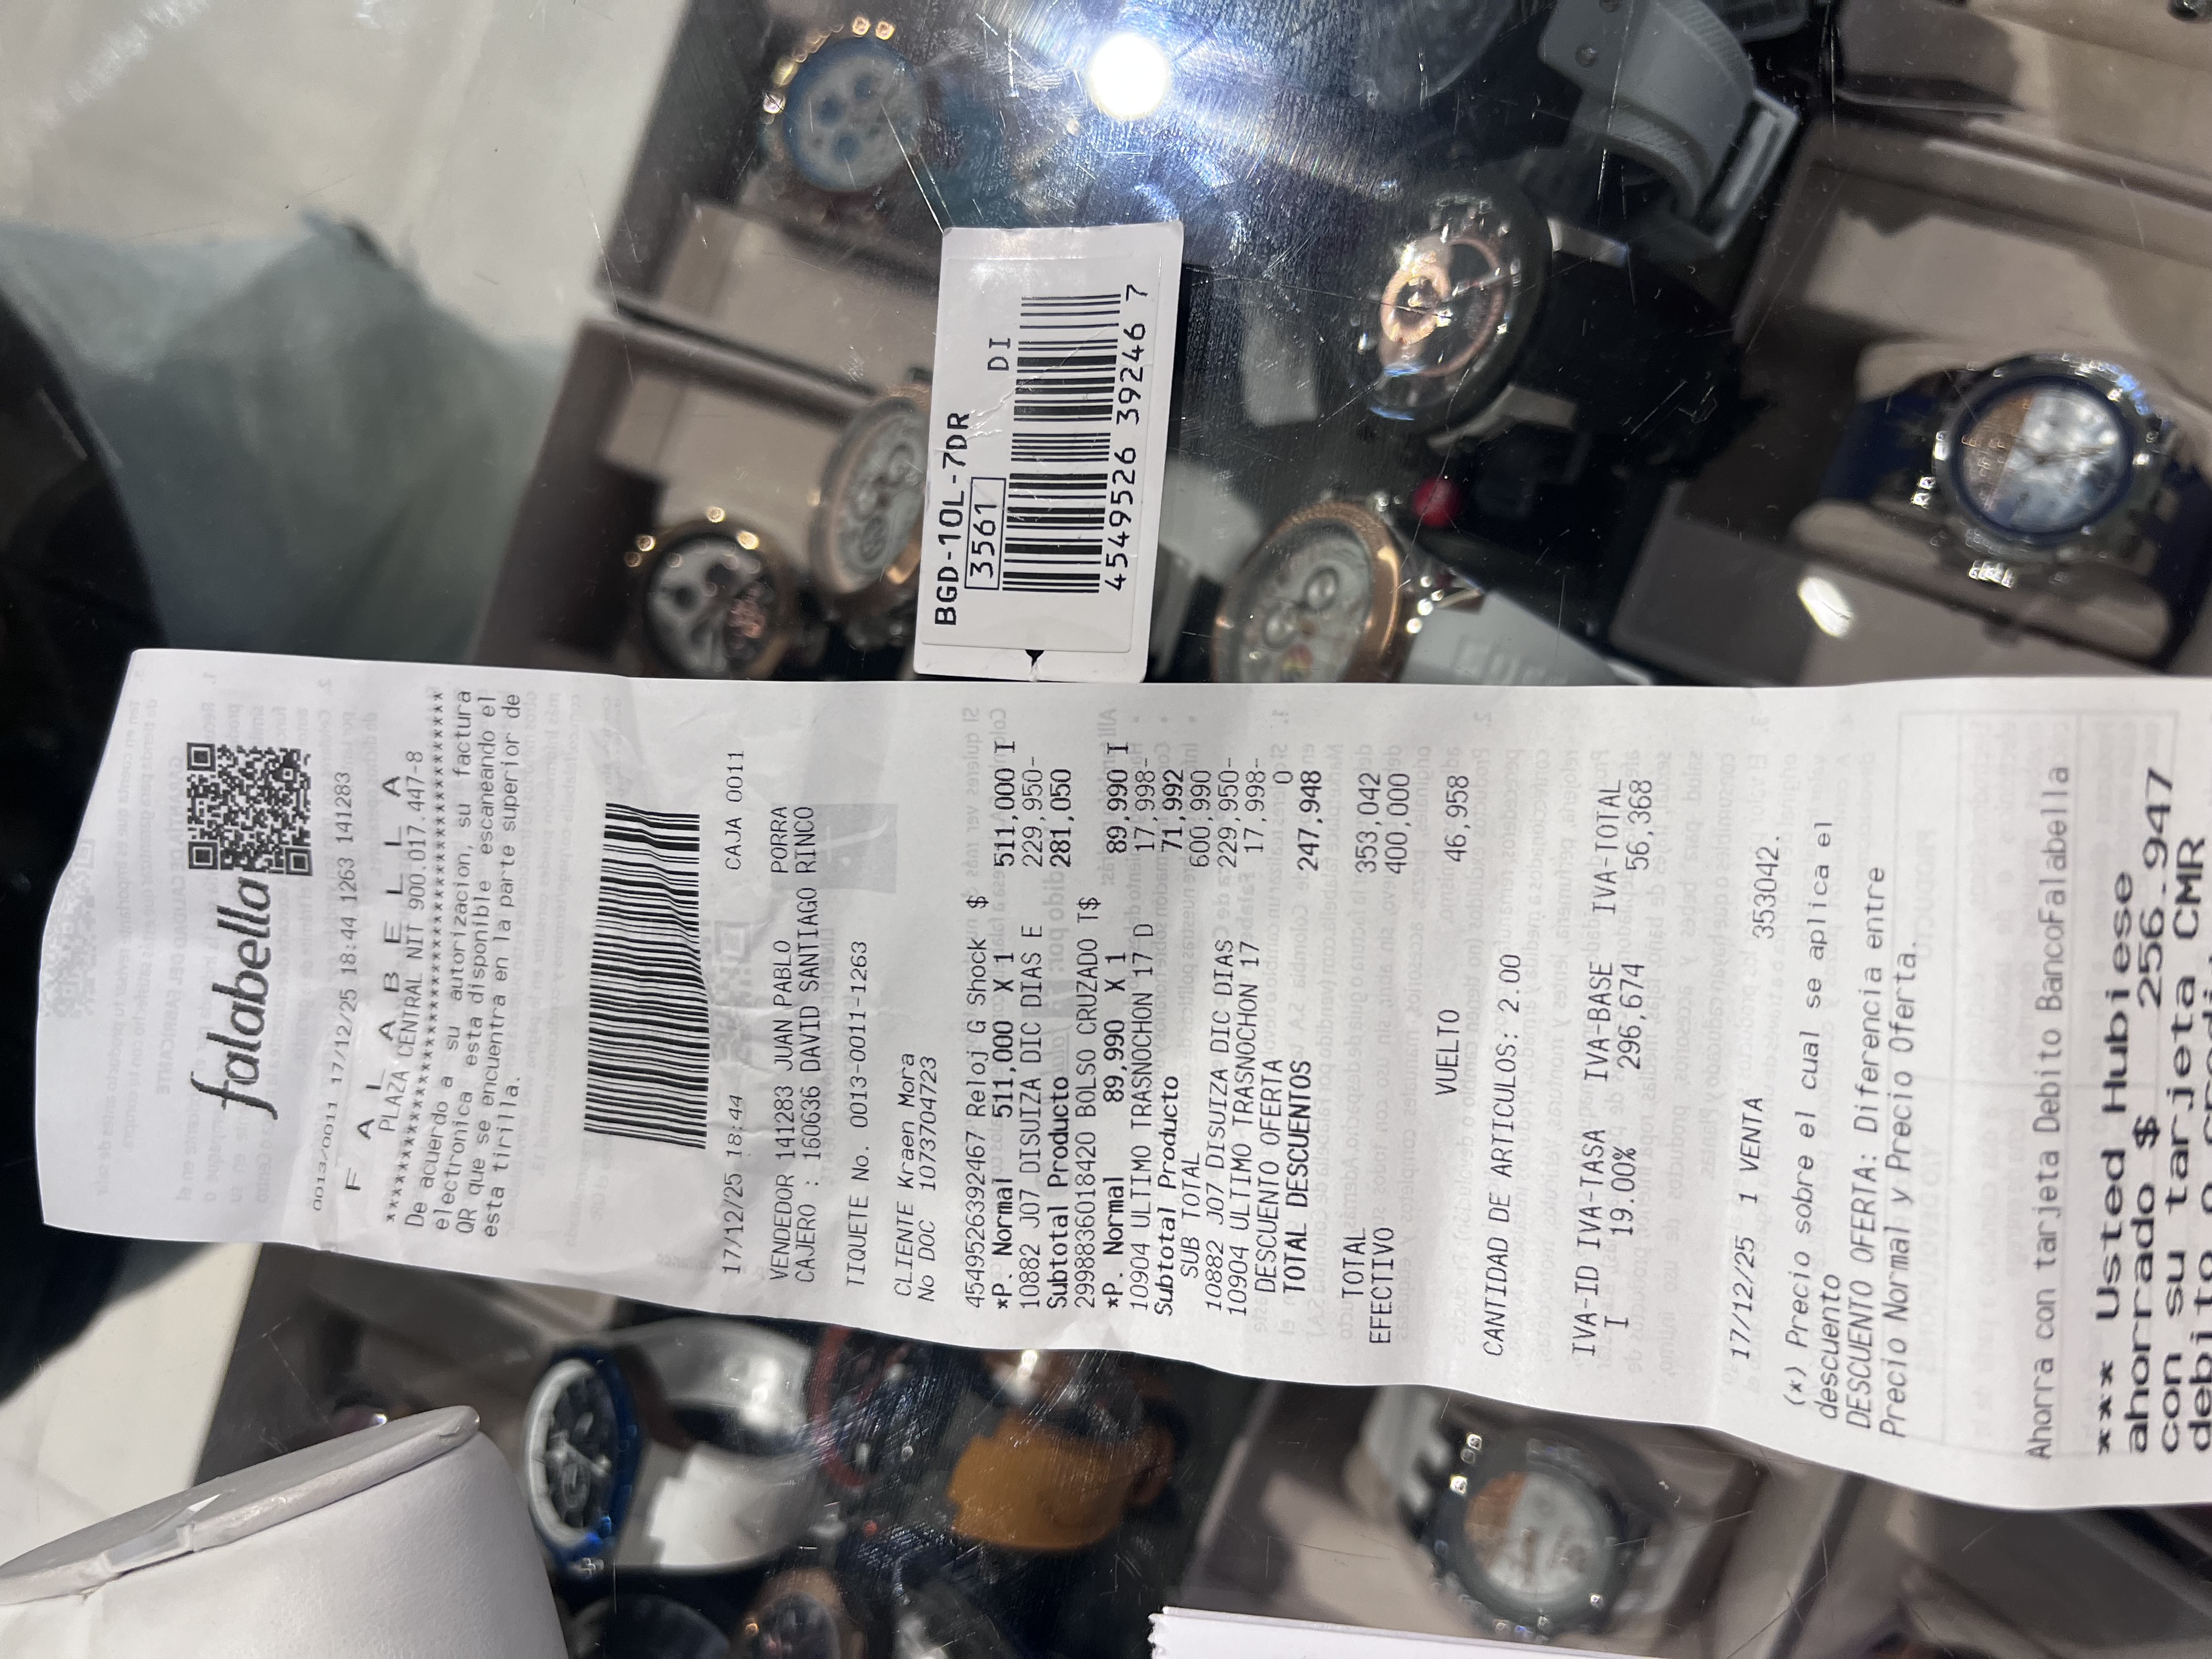 falabella
0013/0011 17/12/25 18:44 1263 141283
F A L A B E L L A
PLAZA CENTRAL NIT 900.017.447-8
****************************************
De acuerdo a su autorizacion, su factura
electronica esta disponible escaneando el
QR que se encuentra en la parte superior de
esta tirilla.
17/12/25 18:44 CAJA 0011
VENDEDOR 141283 JUAN PABLO PORRA
CAJERO : 160636 DAVID SANTIAGO RINCO
TIQUETE No. 0013-0011-1263
CLIENTE Kraen Mora
No DOC 1073704723
4549526392467 Reloj G Shock $
*P. Normal 511,000 X 1 511,000 I
10882 JO7 DISUIZA DIC DIAS E 229,950-
Subtotal Producto 281,050
2998836018420 BOLSO CRUZADO T$
*P. Normal 89,990 X 1 89,990 I
10904 ULTIMO TRASNOCHON 17 D 17,998-
Subtotal Producto 71,992
SUB TOTAL 600,990
10882 JO7 DISUIZA DIC DIAS 229,950-
10904 ULTIMO TRASNOCHON 17 17,998-
DESCUENTO OFERTA 0
TOTAL DESCUENTOS 247,948
TOTAL 353,042
EFECTIVO 400,000
VUELTO 46,958
CANTIDAD DE ARTICULOS: 2.00
IVA-ID IVA-TASA IVA-BASE IVA-TOTAL
I 19.00% 296,674 56,368
17/12/25 1 VENTA 353042.
(*) Precio sobre el cual se aplica el
descuento
DESCUENTO OFERTA: Diferencia entre
Precio Normal y Precio Oferta.
Ahorra con tarjeta Debito BancoFalabella
*** Usted Hubiese
ahorrado $ 256.947
con su tarjeta CMR
BGD-10L-7DR
3561 DI
4549526 392467